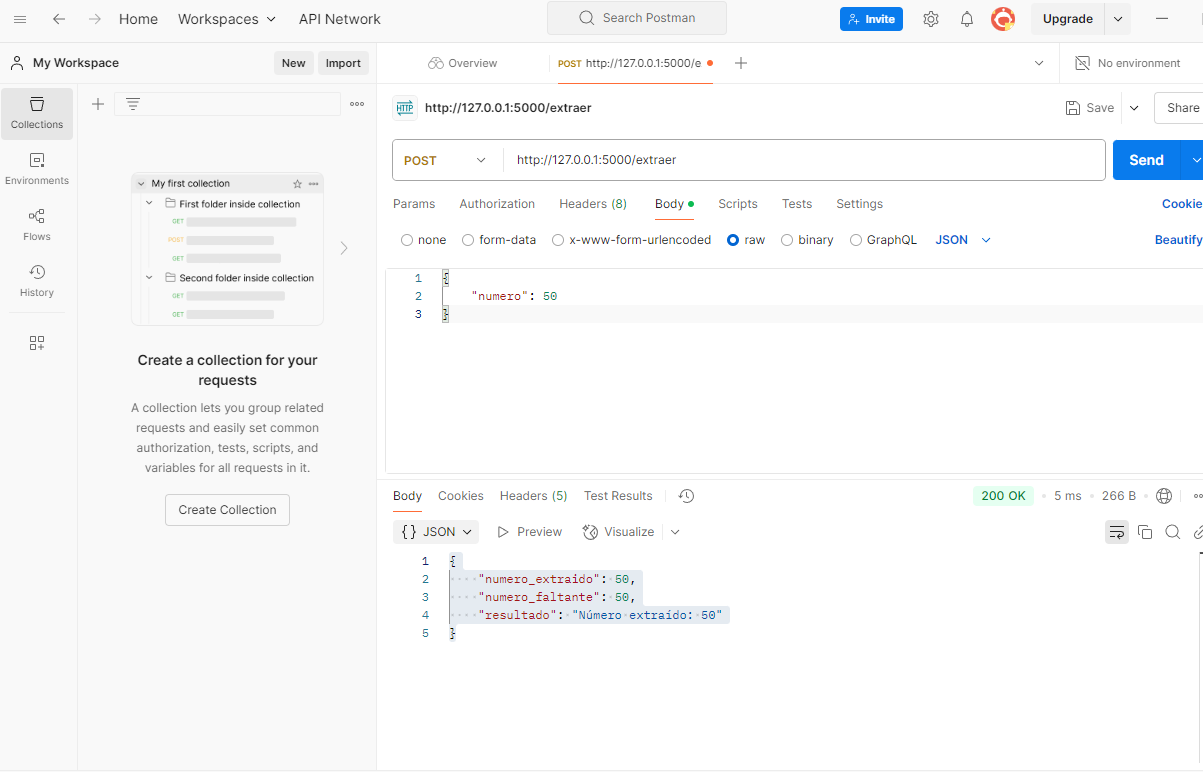 Home Workspaces API Network Search Postman Invite Upgrade
My Workspace New Import Overview POST http://127.0.0.1:5000/e No environment
Collections
Environments
Flows
History
My first collection
First folder inside collection
GET
POST
GET
Second folder inside collection
GET
GET
Create a collection for your
requests
A collection lets you group related
requests and easily set common
authorization, tests, scripts, and
variables for all requests in it.
Create Collection
HTTP http://127.0.0.1:5000/extraer Save Share
POST http://127.0.0.1:5000/extraer Send
Params Authorization Headers (8) Body Scripts Tests Settings Cookie
none form-data x-www-form-urlencoded raw binary GraphQL JSON Beautify
1 {
2 "numero": 50
3 }
Body Cookies Headers (5) Test Results 200 OK 5 ms 266 B
{} JSON Preview Visualize
1 {
2 "numero_extraido": 50,
3 "numero_faltante": 50,
4 "resultado": "Número extraído: 50"
5 }